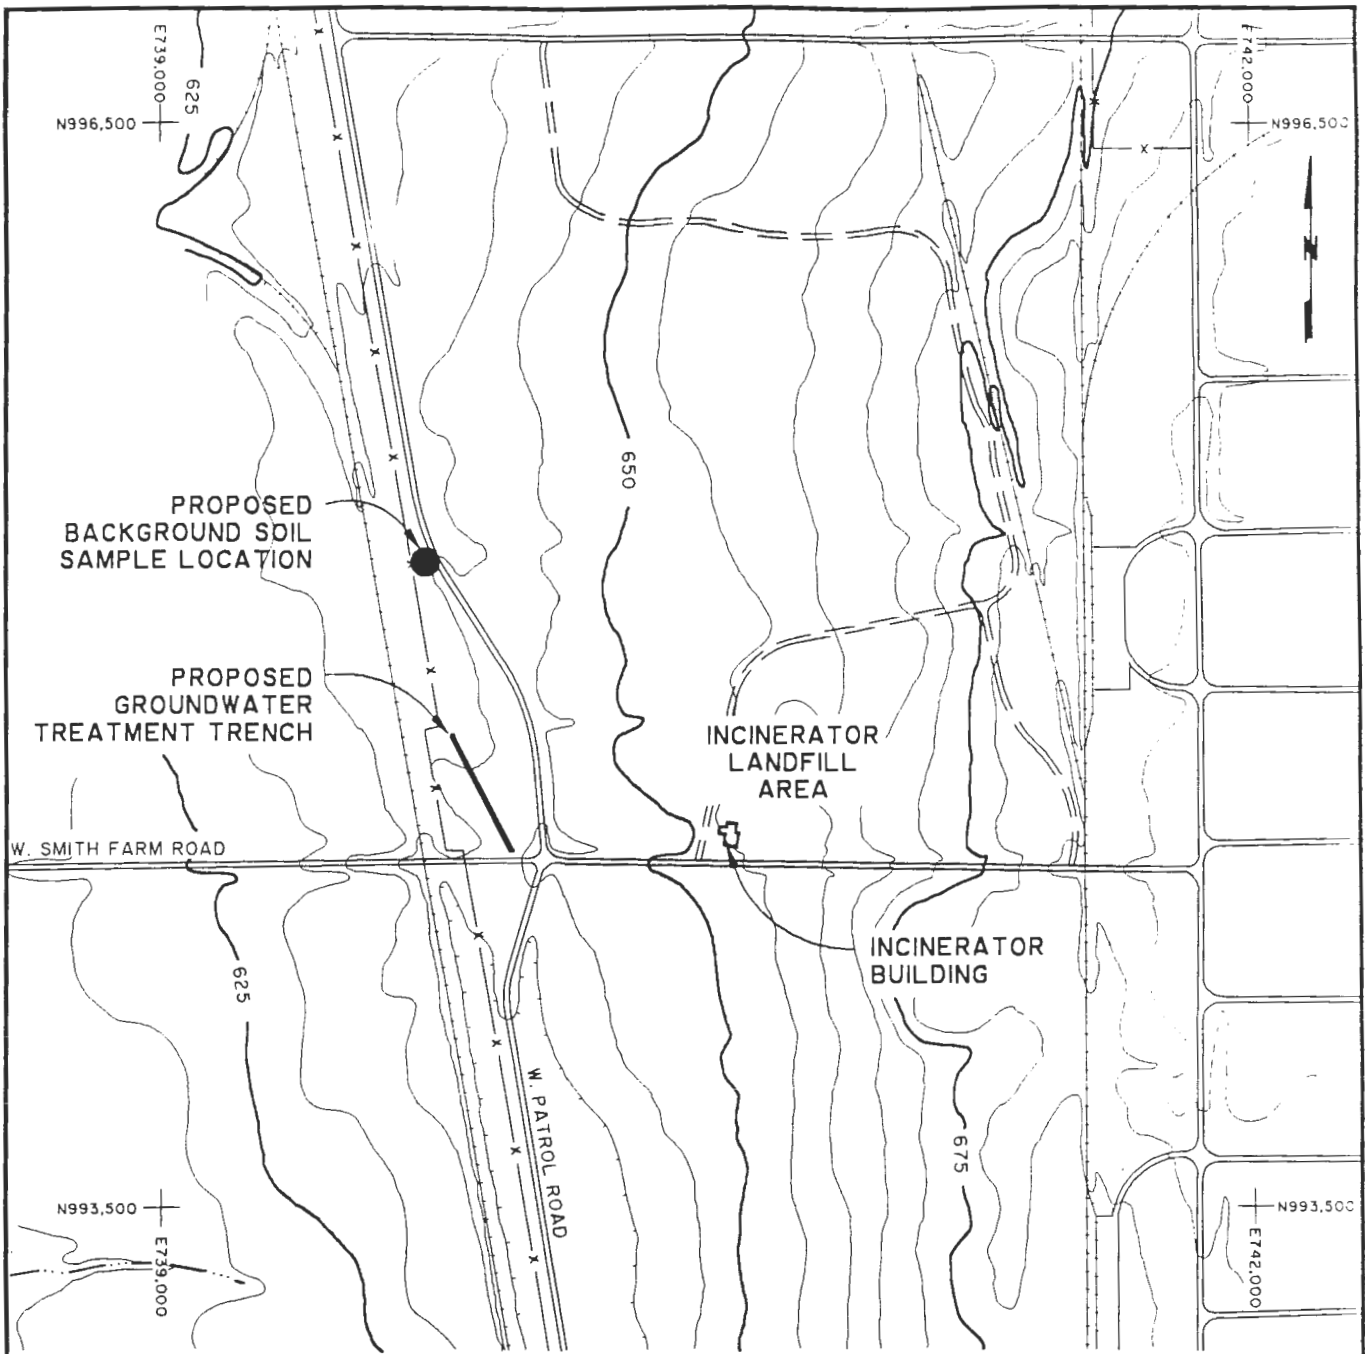 E739,000
625
E742,000
N996,500
N996,500
N
650
PROPOSED
BACKGROUND SOIL
SAMPLE LOCATION
PROPOSED
GROUNDWATER
TREATMENT TRENCH
INCINERATOR
LANDFILL
AREA
W. SMITH FARM ROAD
INCINERATOR
BUILDING
625
W. PATROL ROAD
675
N993,500
N993,500
E739,000
E742,000